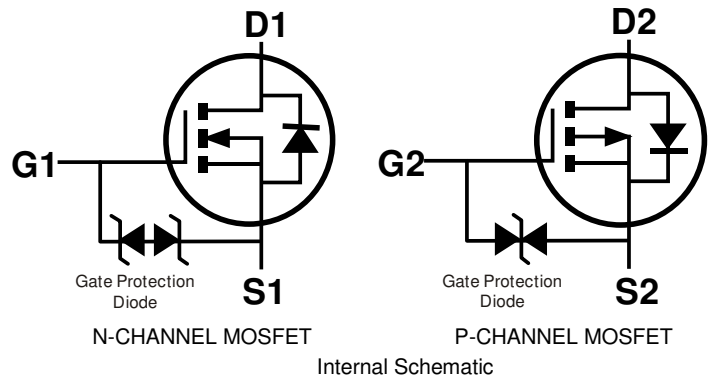 D1
D2
G1
G2
Gate Protection
Diode
Gate Protection
Diode
S1
S2
N-CHANNEL MOSFET
P-CHANNEL MOSFET
Internal Schematic